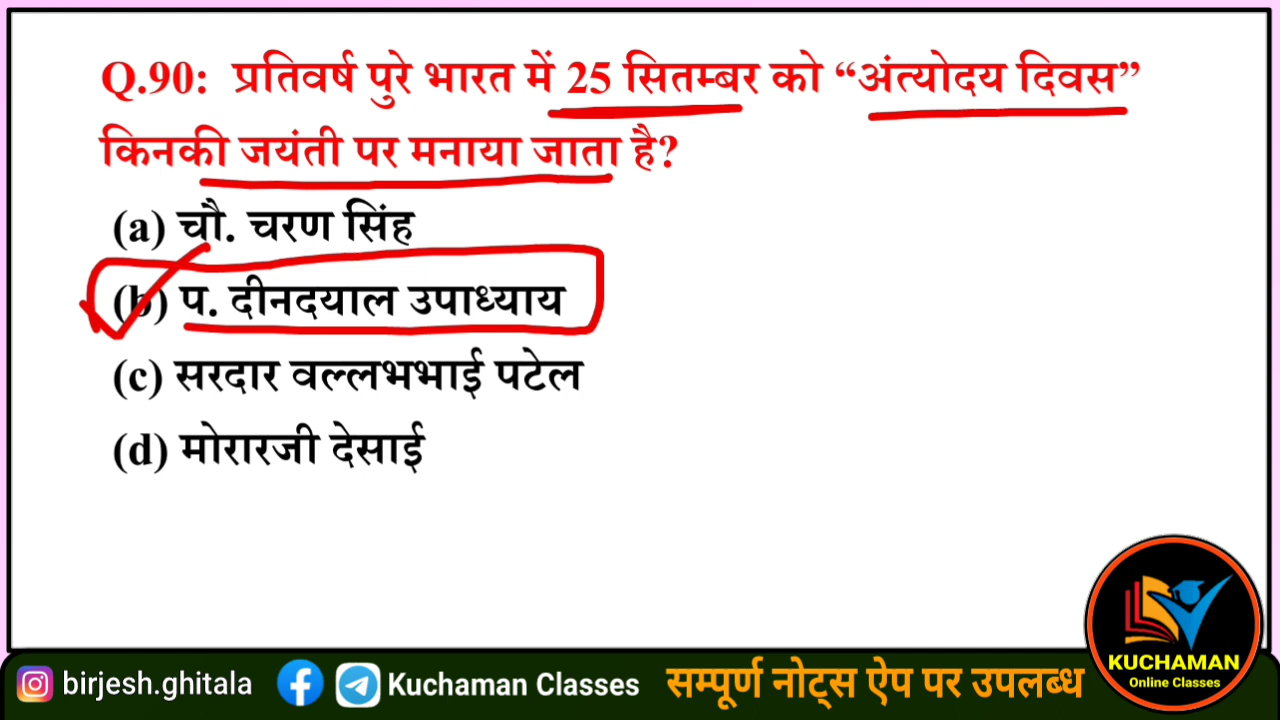 Q.90: प्रतिवर्ष पुरे भारत में 25 सितम्बर को “अंत्योदय दिवस”
किनकी जयंती पर मनाया जाता है?
(a) चौ. चरण सिंह
(b) प. दीनदयाल उपाध्याय
(c) सरदार वल्लभभाई पटेल
(d) मोरारजी देसाई
KUCHAMAN
Online Classes
birjesh.ghitala Kuchaman Classes सम्पूर्ण नोट्स ऐप पर उपलब्ध